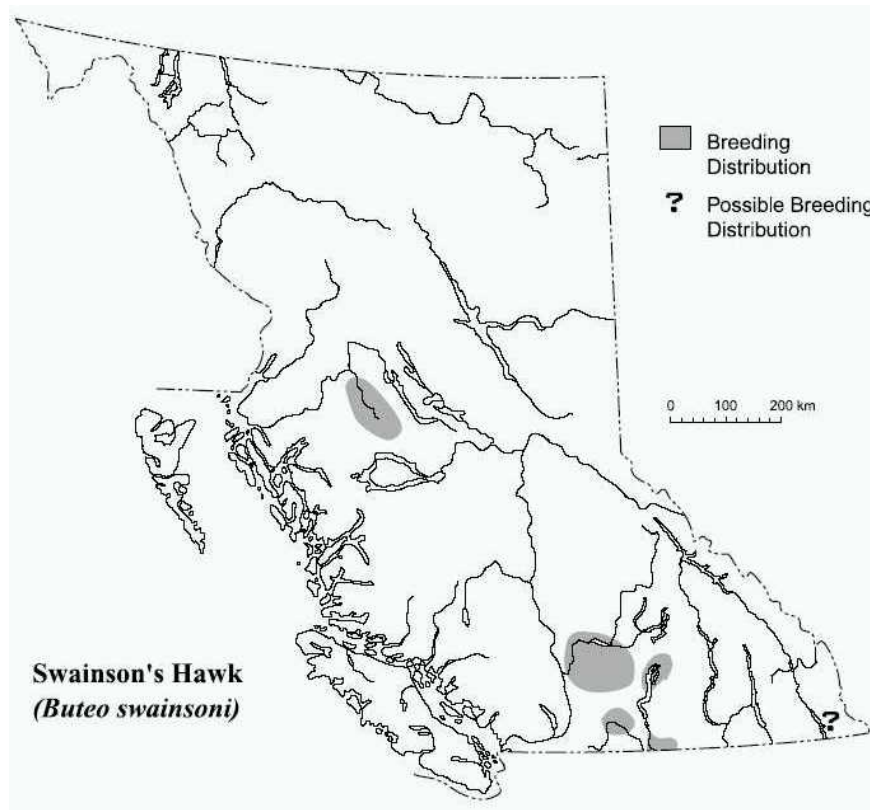 Breeding
Distribution
? Possible Breeding
Distribution
0 100 200 km
Swainson's Hawk
(Buteo swainsoni)
?